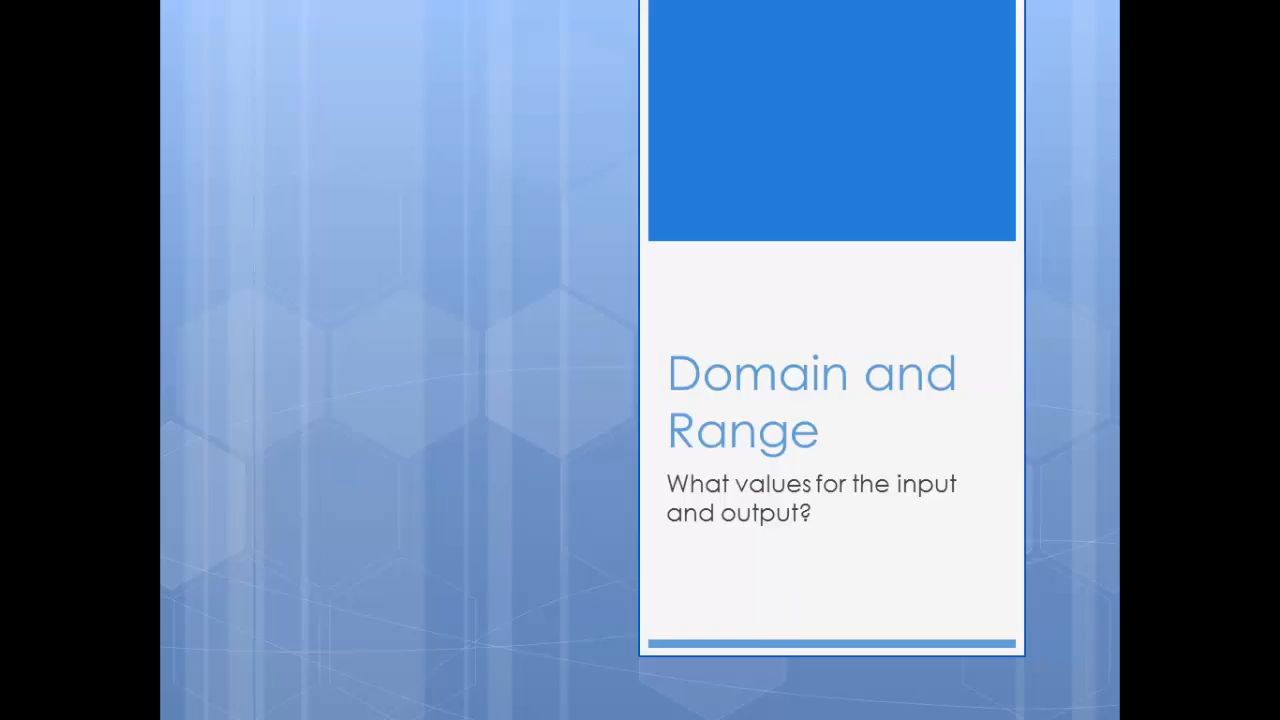 Domain and
Range
What values for the input
and output?